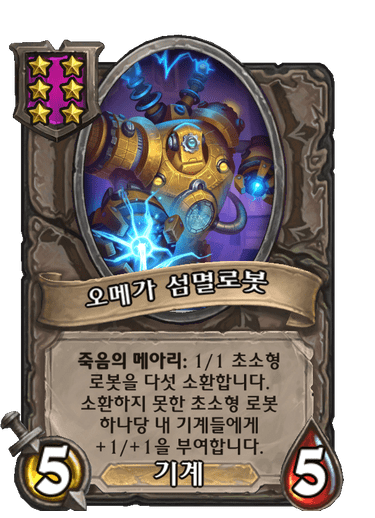 오메가 섬멸로봇
죽음의 메아리: 1/1 초소형
로봇을 다섯 소환합니다.
소환하지 못한 초소형 로봇
하나당 내 기계들에게
+1/+1을 부여합니다.
5 기계 5